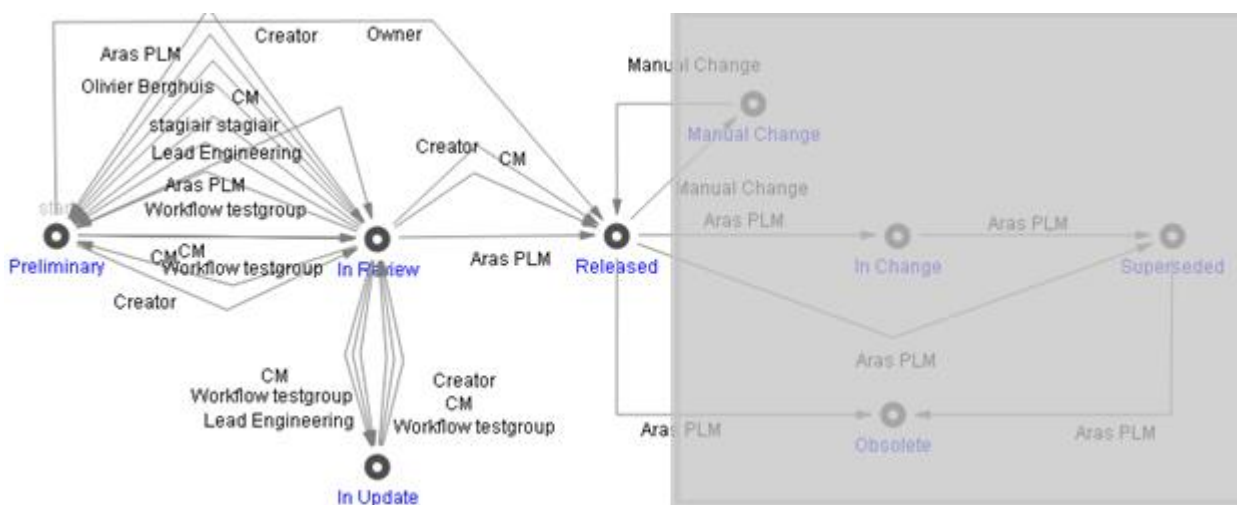 Creator
Owner
Aras PLM
Manual Change
Olivier Berghuis
CM
stagiair stagiair
Manual Change
Lead Engineering
Creator
CM
Aras PLM
Manual Change
Workflow testgroup
Aras PLM
Aras PLM
CM
CM
Workflow testgroup
Preliminary
In Review
Aras PLM
Released
In Change
Superseded
Creator
Aras PLM
CM
Workflow testgroup
Lead Engineering
Creator
CM
Workflow testgroup
Aras PLM
Obsolete
Aras PLM
In Update